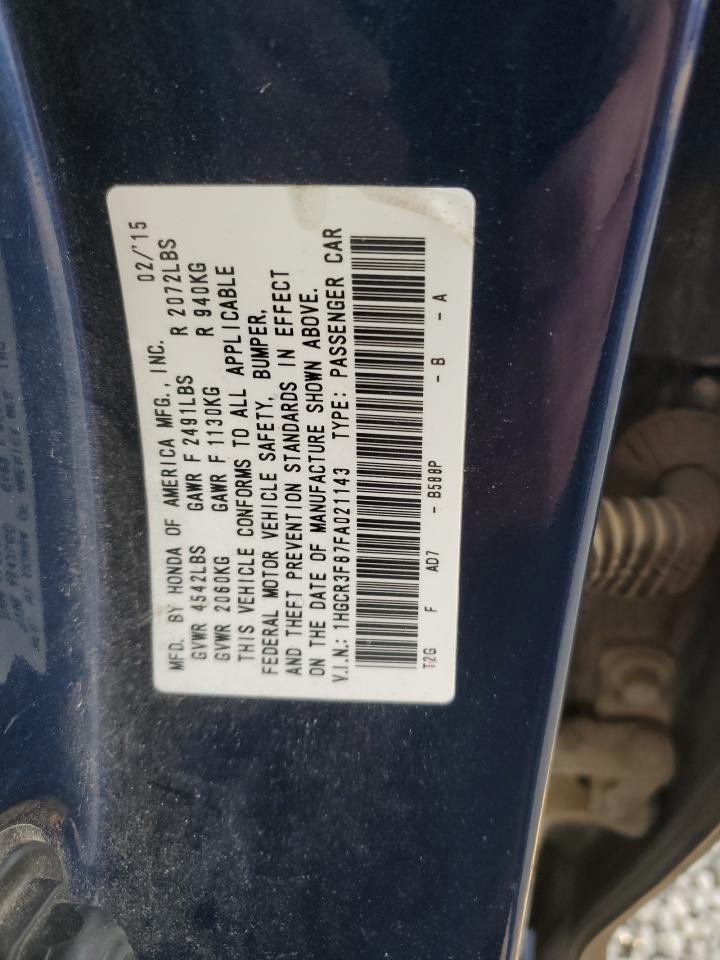 MFD. BY HONDA OF AMERICA MFG., INC. 02/'15
GVWR 4542LBS GAWR F 2491LBS R 2072LBS
GVWR 2060KG GAWR F 1130KG R 940KG
THIS VEHICLE CONFORMS TO ALL APPLICABLE
FEDERAL MOTOR VEHICLE SAFETY, BUMPER,
AND THEFT PREVENTION STANDARDS IN EFFECT
ON THE DATE OF MANUFACTURE SHOWN ABOVE.
V.I.N.: 1HGCR3F87FA021143 TYPE: PASSENGER CAR
T2G F AD7 - B588P - B - A